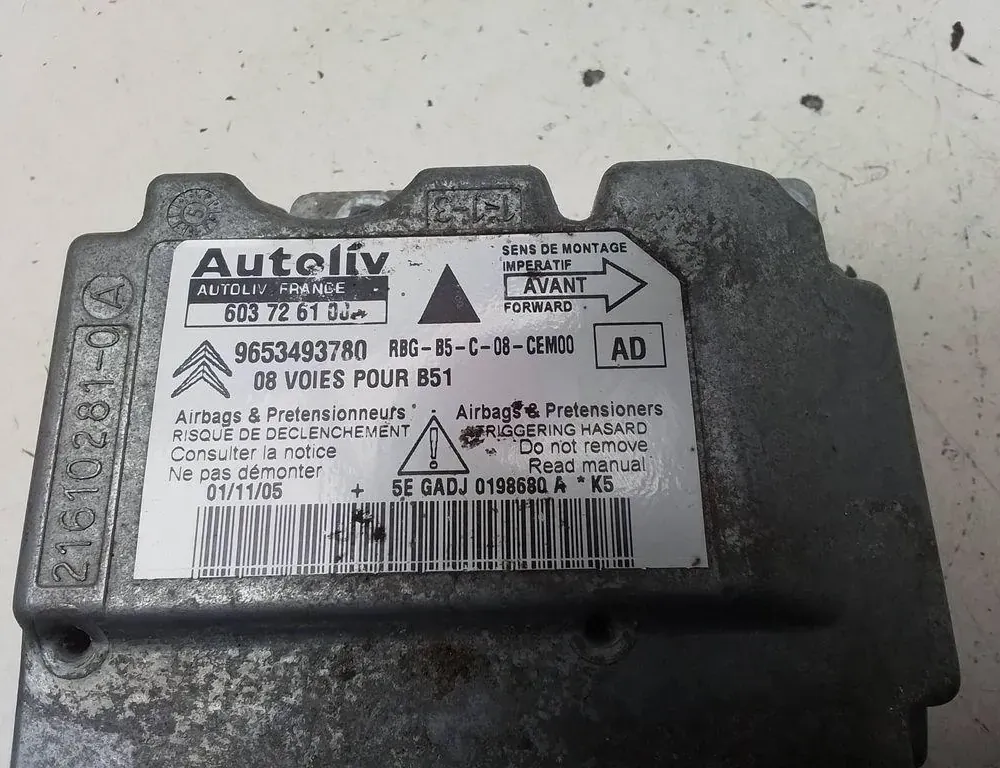 Autoliv
AUTOLIV FRANCE
603 72 61 00
SENS DE MONTAGE
IMPERATIF
AVANT
FORWARD
9653493780 RBG-B5-C-08-CEM00
AD
08 VOIES POUR B51
Airbags & Pretensionneurs
RISQUE DE DECLENCHEMENT
Consulter la notice
Ne pas démonter
Airbags & Pretensioners
TRIGGERING HASARD
Do not remove
Read manual
01/11/05 + 5E GADJ 0198680 A * K5
21610281-0 A